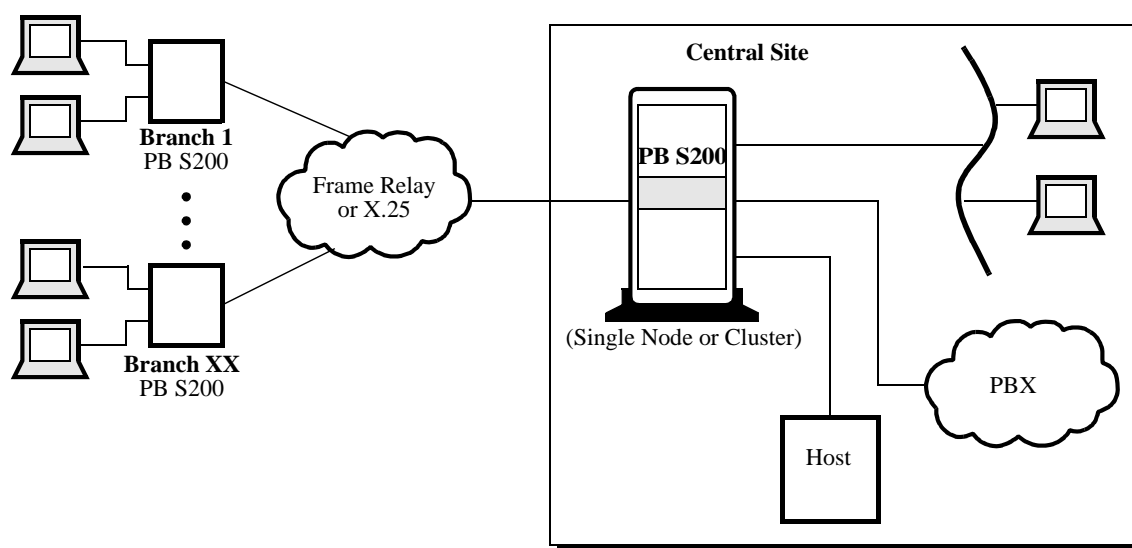 Branch 1
PB S200
Branch XX
PB S200
Frame Relay
or X.25
Central Site
PB S200
(Single Node or Cluster)
PBX
Host